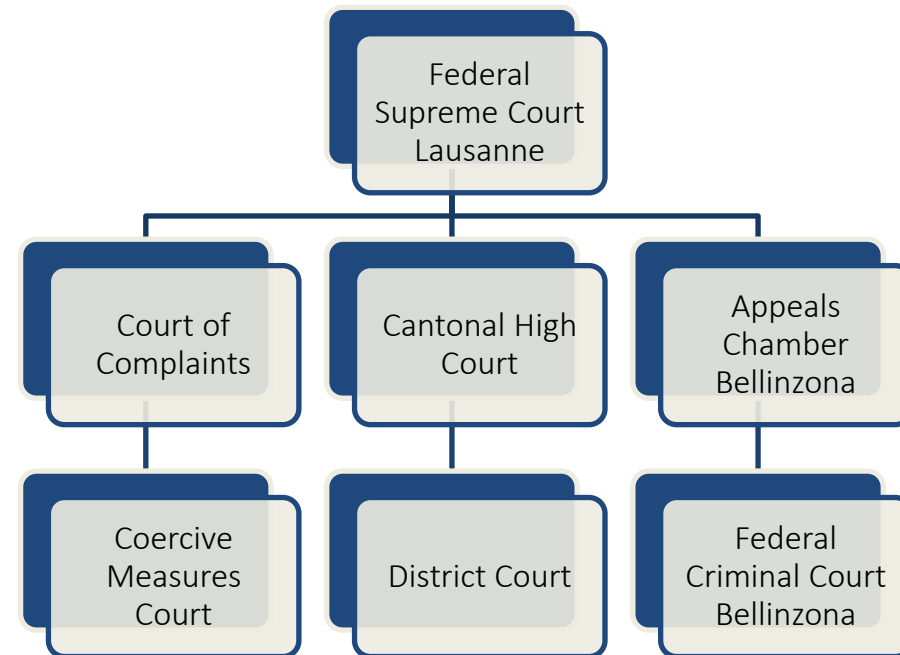 Federal
Supreme Court
Lausanne
Court of
Complaints
Cantonal High
Court
Appeals
Chamber
Bellinzona
Coercive
Measures
Court
District Court
Federal
Criminal Court
Bellinzona